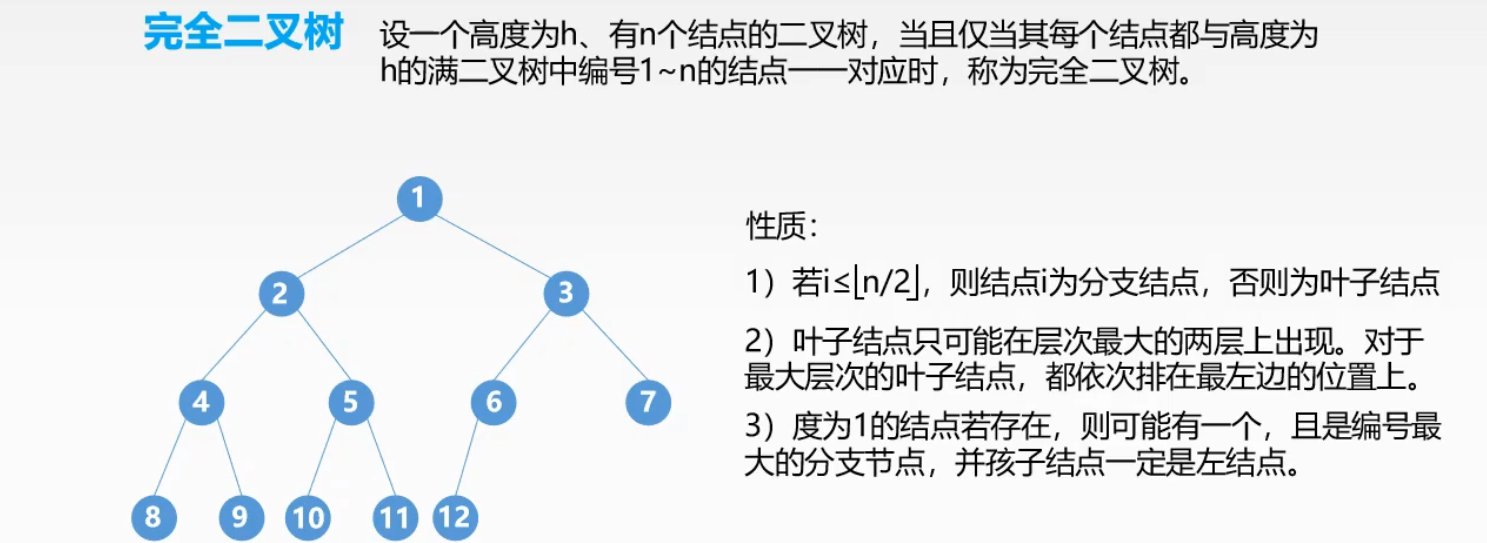 完全二叉树
设一个高度为h、有n个结点的二叉树，当且仅当其每个结点都与高度为
h的满二叉树中编号1~n的结点一一对应时，称为完全二叉树。
1
2
3
4
5
6
7
8
9
10
11
12
性质：
1）若i≤⌊n/2⌋，则结点i为分支结点，否则为叶子结点
2）叶子结点只可能在层次最大的两层上出现。对于
最大层次的叶子结点，都依次排在最左边的位置上。
3）度为1的结点若存在，则可能有一个，且是编号最
大的分支节点，并孩子结点一定是左结点。